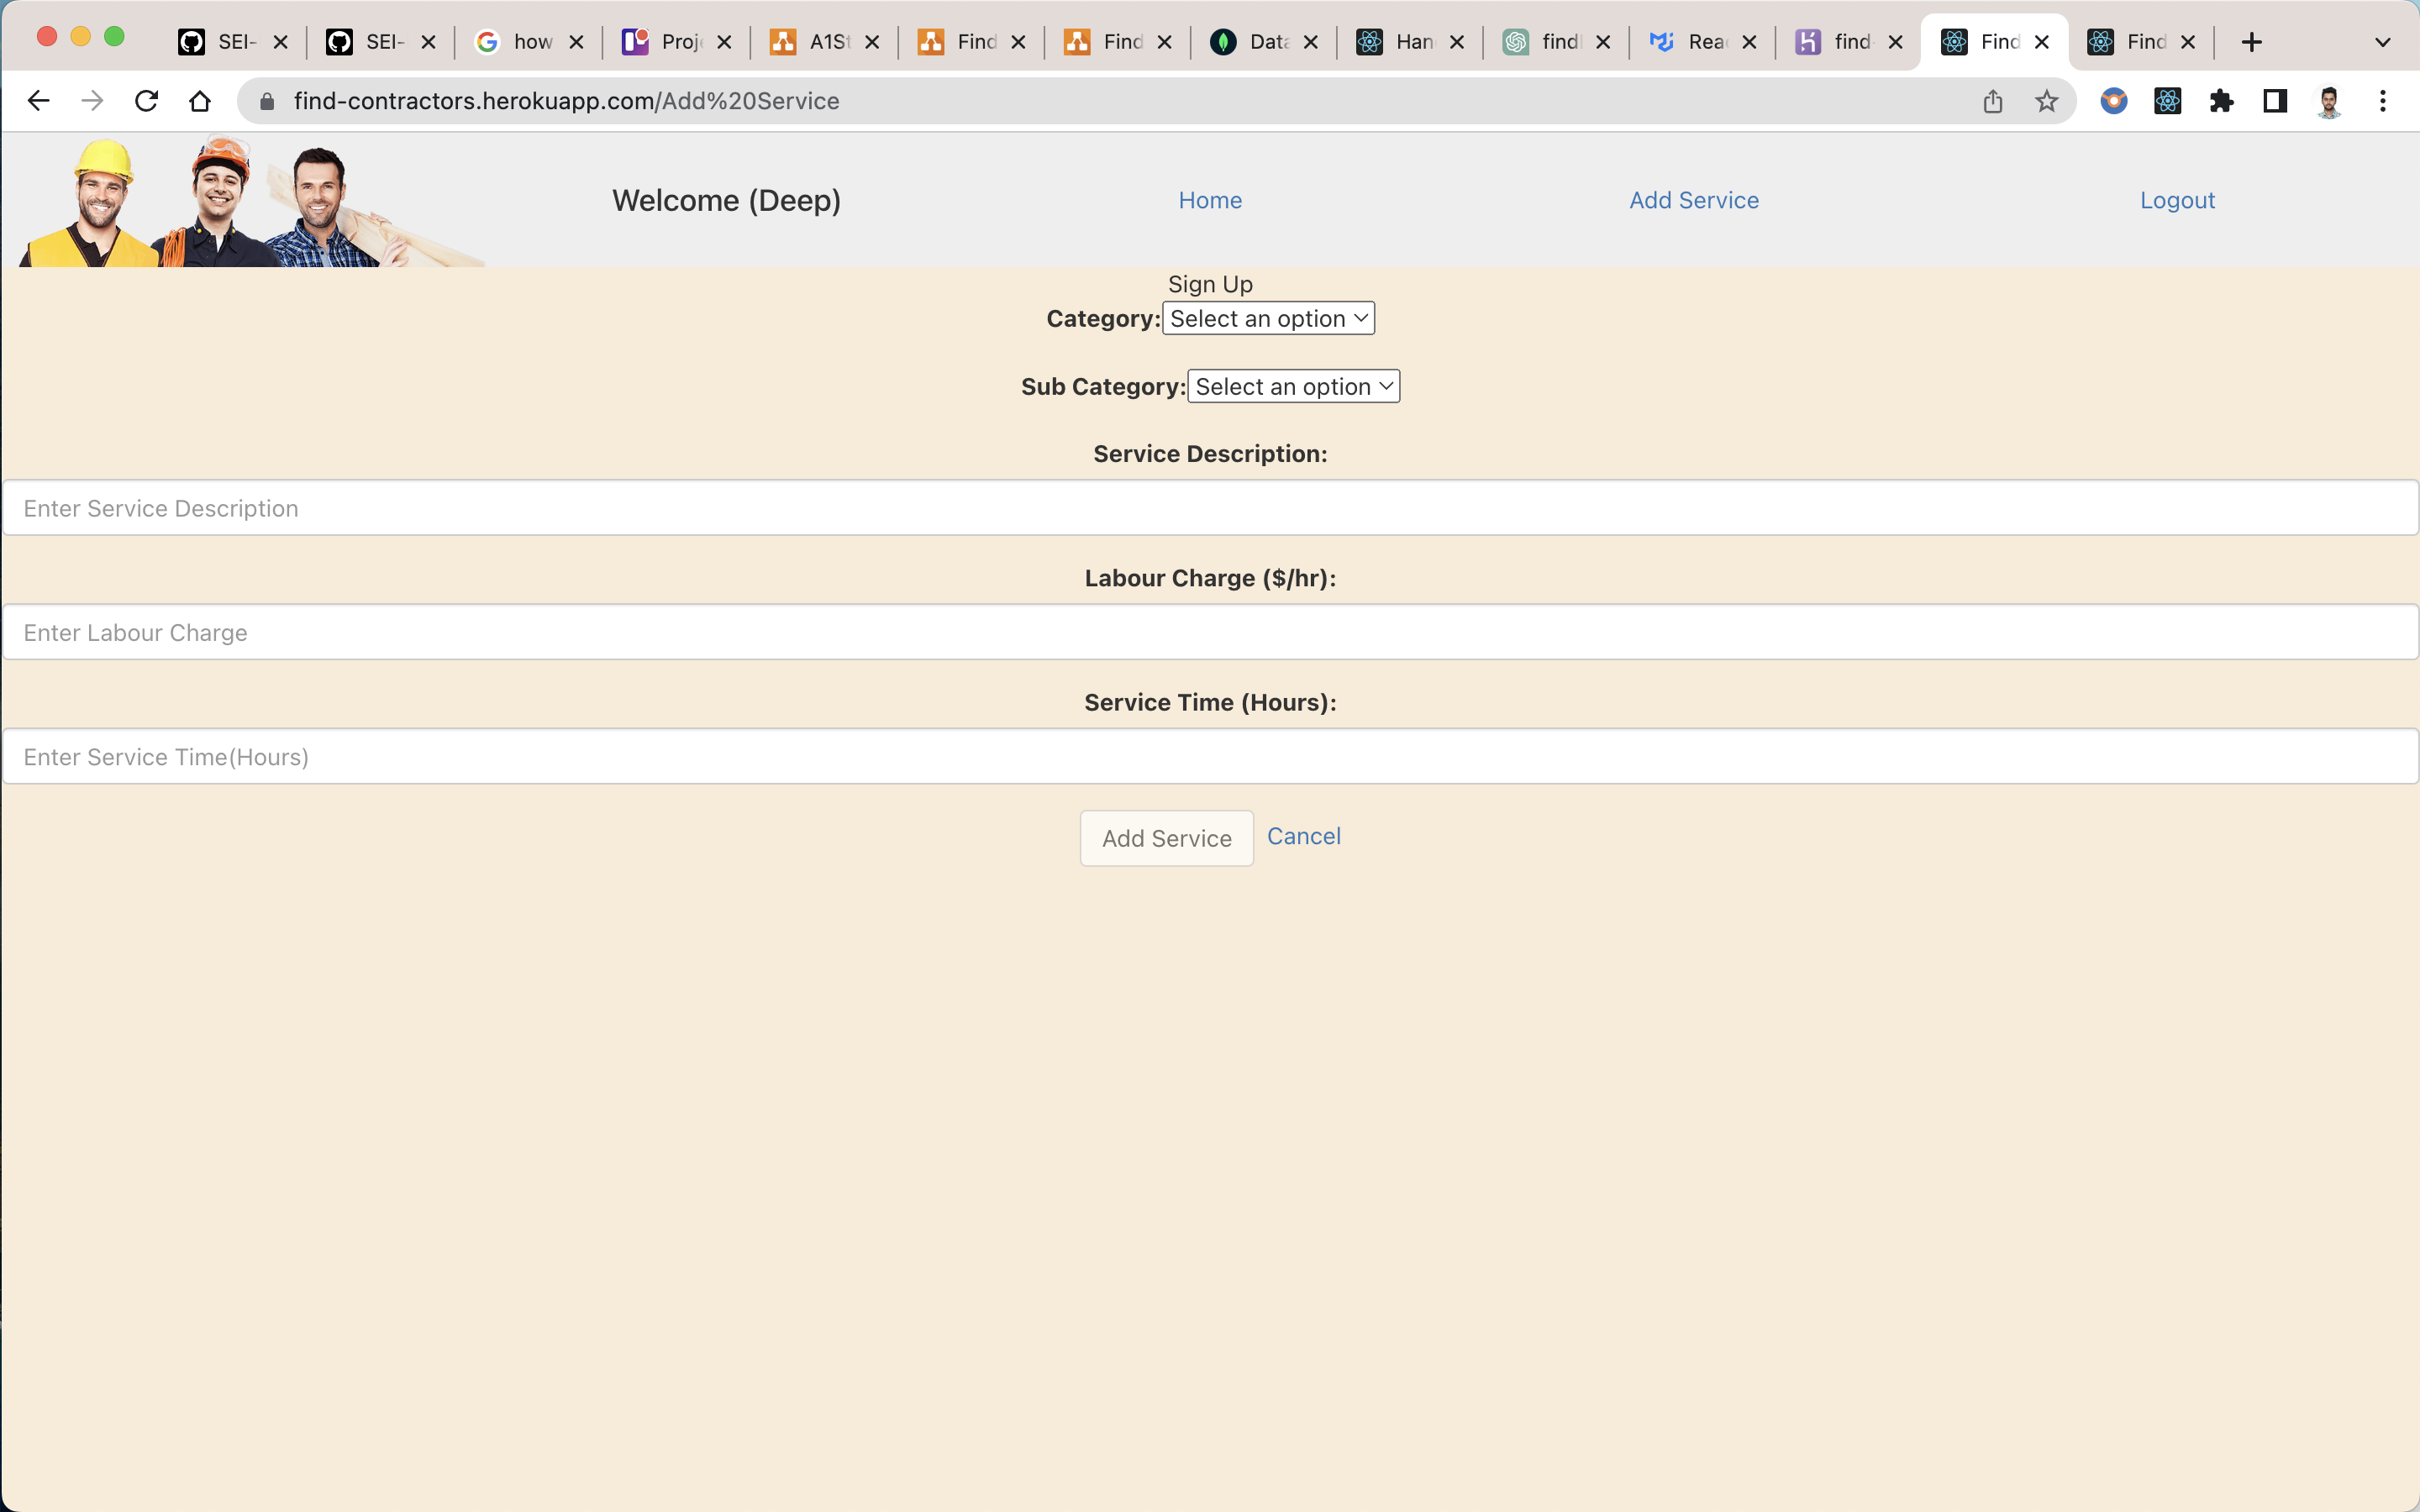 SEI- SEI- how Proj A1St Find Find Data Han findl Rea find- Find Find
find-contractors.herokuapp.com/Add%20Service
Welcome (Deep) Home Add Service Logout
Sign Up
Category: Select an option
Sub Category: Select an option
Service Description:
Enter Service Description
Labour Charge ($/hr):
Enter Labour Charge
Service Time (Hours):
Enter Service Time(Hours)
Add Service Cancel